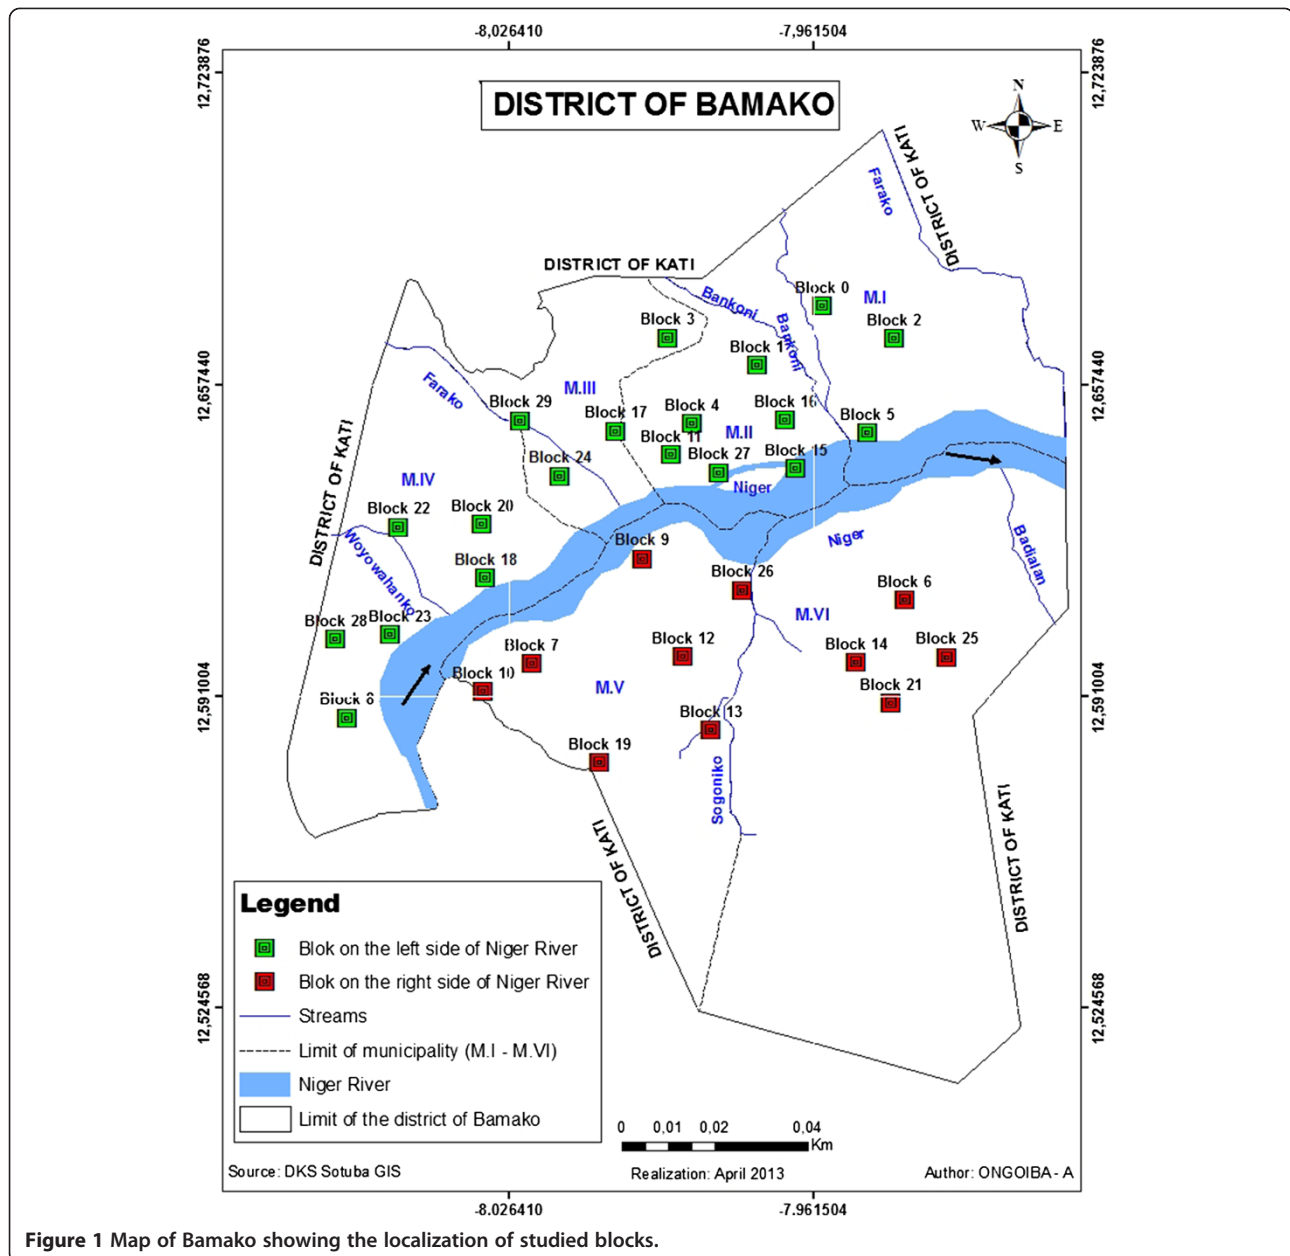 -8,026410
-7,961504
12,723876
12,723876
DISTRICT OF BAMAKO
N
W
E
S
DISTRICT OF KATI
Farako
DISTRICT OF KATI
DISTRICT OF KATI
Bankoni
Bankoni
Block 0
M.I
Block 3
Block 2
Block 1
12,657440
12,657440
Farako
M.III
Block 29
Block 17
Block 4
Block 16
Block 5
M.II
Block 11
Block 15
Block 24
Block 27
DISTRICT OF KATI
M.IV
Niger
Block 22
Block 20
Niger
Block 9
Badialan
Woyowahanko
Block 18
Block 26
Block 6
M.VI
Block 28
Block 23
Block 12
Block 7
Block 14
Block 25
Block 10
M.V
Block 21
12,591004
12,591004
Block 8
Block 13
Block 19
Sogoniko
DISTRICT OF KATI
DISTRICT OF KATI
Legend
Blok on the left side of Niger River
Blok on the right side of Niger River
Streams
Limit of municipality (M.I - M.VI)
Niger River
Limit of the district of Bamako
12,524568
12,524568
0 0,01 0,02 0,04
Km
Source: DKS Sotuba GIS
Realization: April 2013
Author: ONGOIBA - A
-8.026410
-7.961504
Figure 1 Map of Bamako showing the localization of studied blocks.